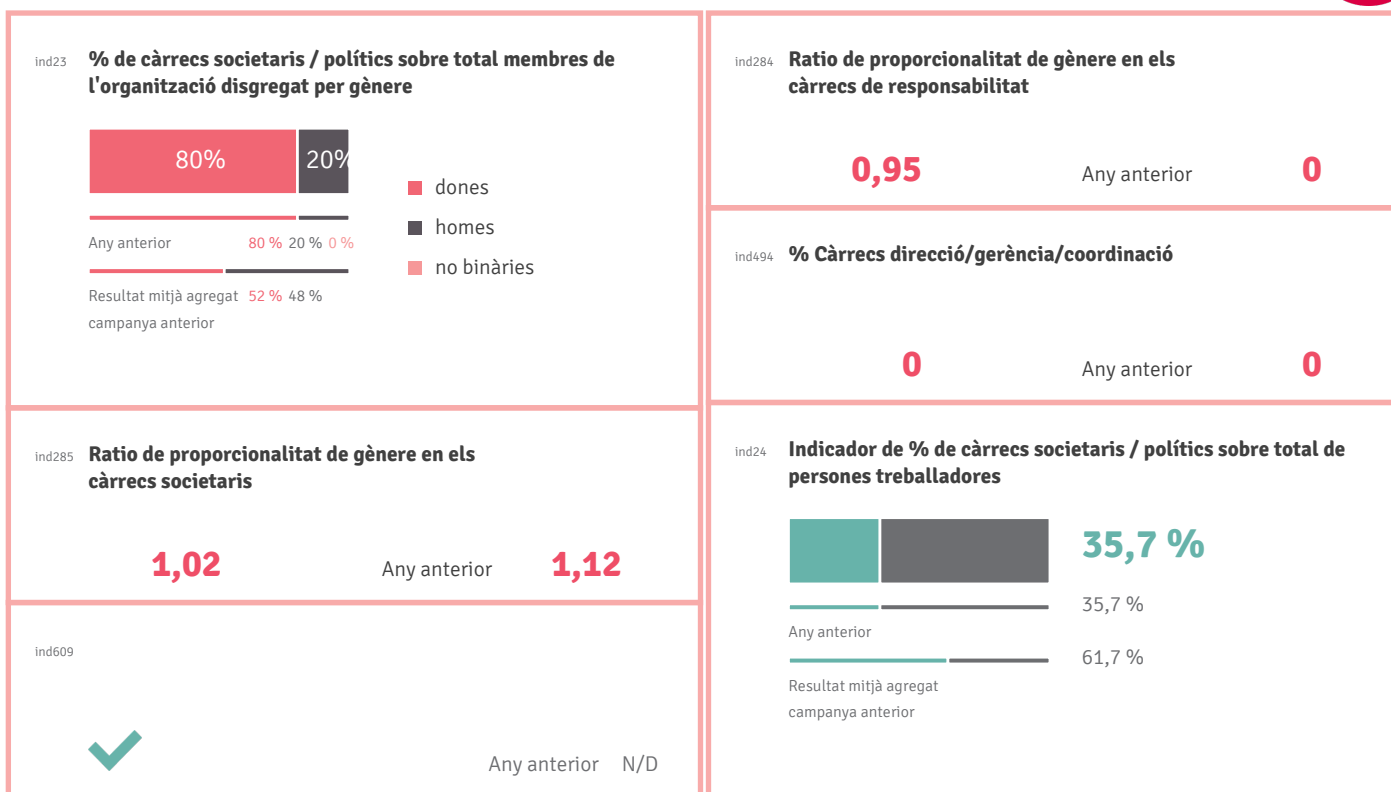 ind23
% de càrrecs societaris / polítics sobre total membres de
l'organització disgregat per gènere
80%
20%
dones
homes
no binàries
Any anterior 80 % 20 % 0 %
Resultat mitjà agregat 52 % 48 %
campanya anterior
ind285
Ratio de proporcionalitat de gènere en els
càrrecs societaris
1,02 Any anterior 1,12
ind609
Any anterior N/D
ind284
Ratio de proporcionalitat de gènere en els
càrrecs de responsabilitat
0,95 Any anterior 0
ind494
% Càrrecs direcció/gerència/coordinació
0 Any anterior 0
ind24
Indicador de % de càrrecs societaris / polítics sobre total de
persones treballadores
35,7 %
35,7 %
Any anterior
61,7 %
Resultat mitjà agregat
campanya anterior